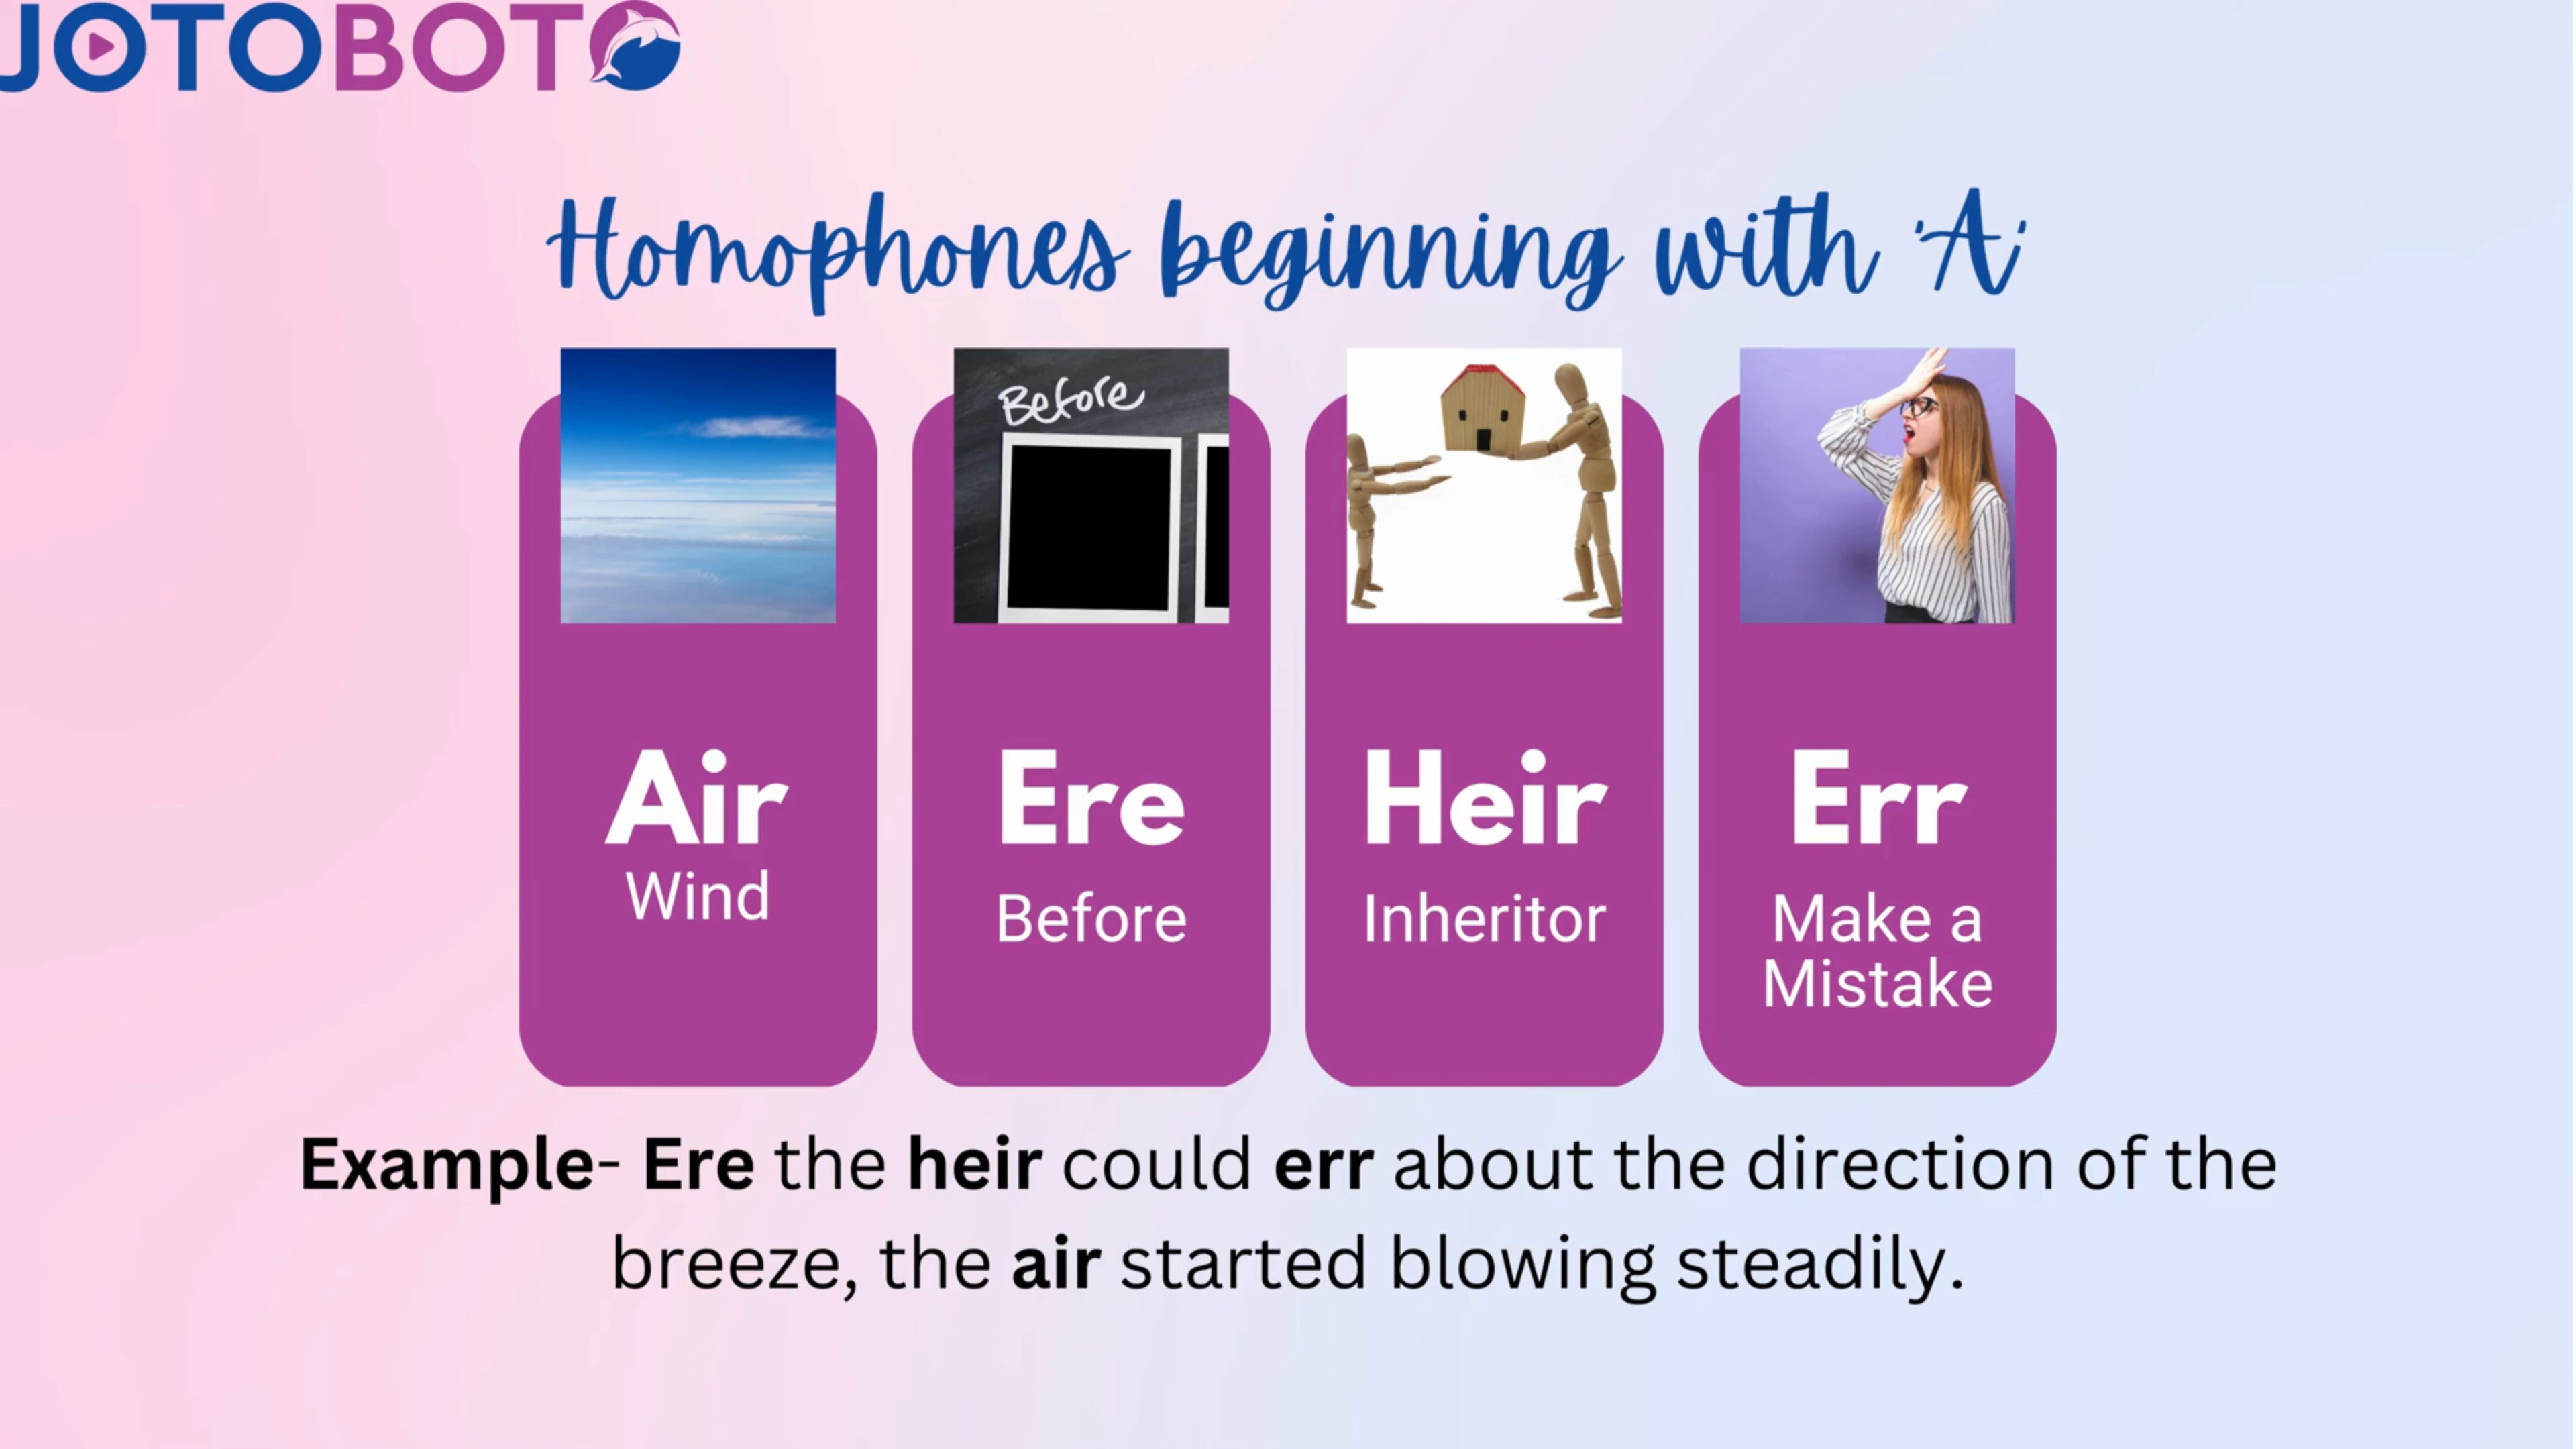 JOTOBOTO
Homophones beginning with 'A'
Before
Air
Wind
Ere
Before
Heir
Inheritor
Err
Make a
Mistake
Example- Ere the heir could err about the direction of the
breeze, the air started blowing steadily.